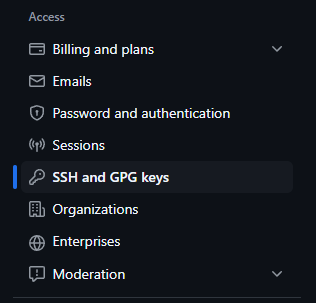 Access
Billing and plans
Emails
Password and authentication
Sessions
SSH and GPG keys
Organizations
Enterprises
Moderation